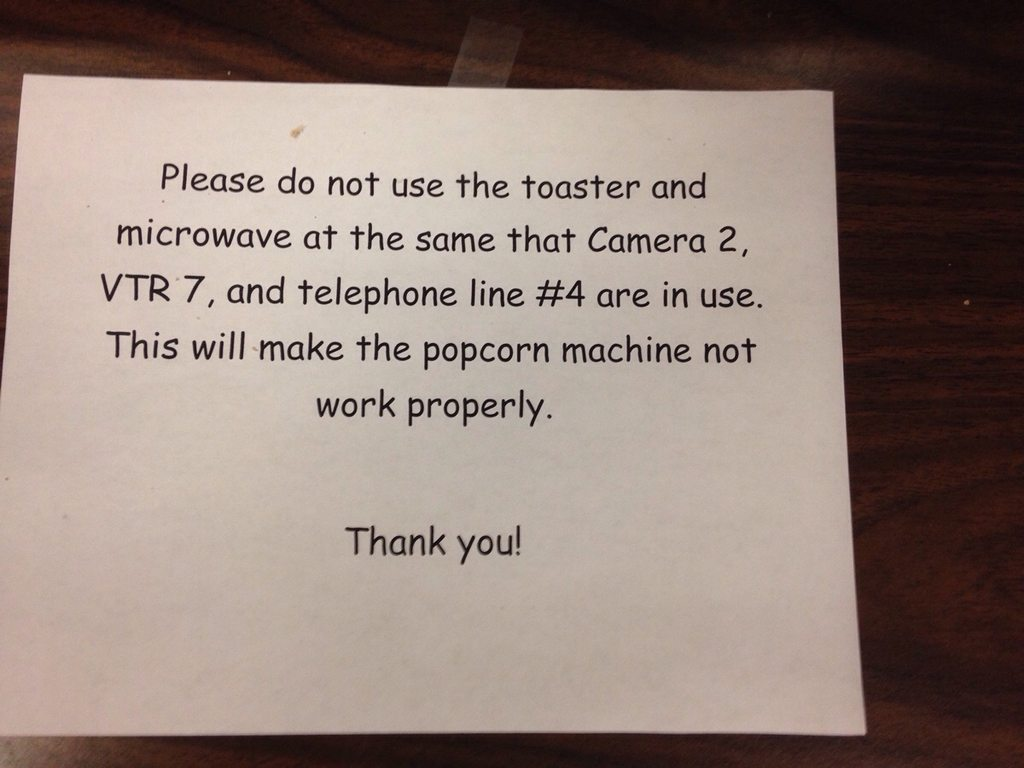 Please do not use the toaster and
microwave at the same that Camera 2,
VTR 7, and telephone line #4 are in use.
This will make the popcorn machine not
work properly.
Thank you!